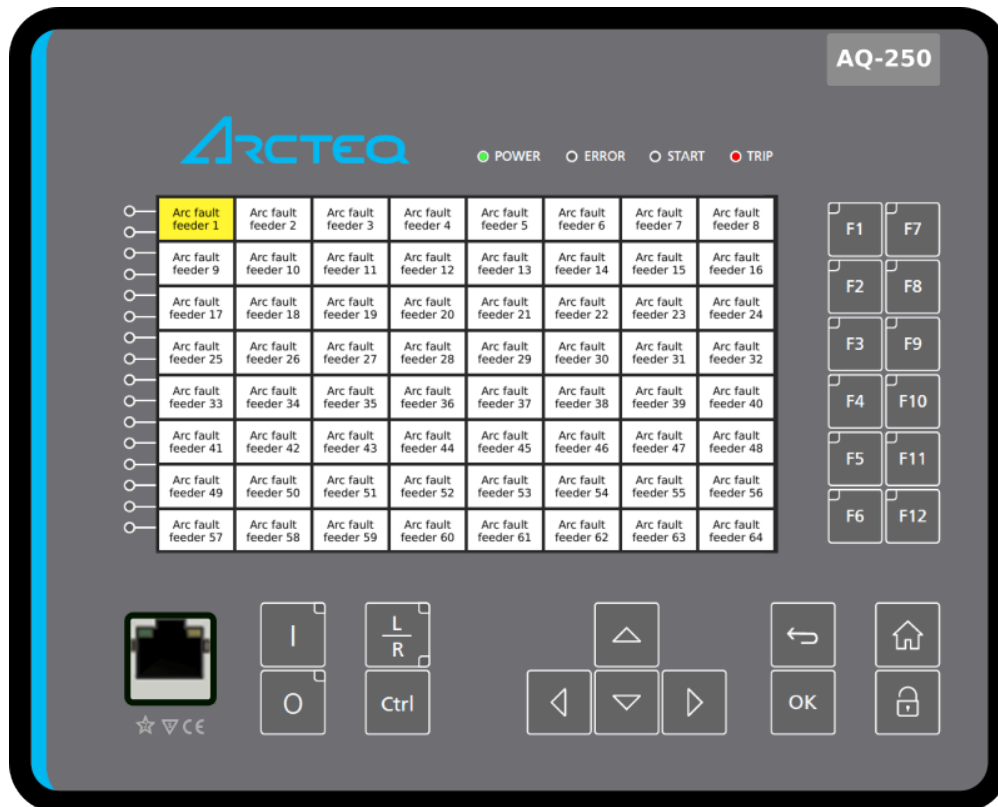 AQ-250
ARCTEQ
POWER ERROR START TRIP
Arc fault feeder 1 Arc fault feeder 2 Arc fault feeder 3 Arc fault feeder 4 Arc fault feeder 5 Arc fault feeder 6 Arc fault feeder 7 Arc fault feeder 8
Arc fault feeder 9 Arc fault feeder 10 Arc fault feeder 11 Arc fault feeder 12 Arc fault feeder 13 Arc fault feeder 14 Arc fault feeder 15 Arc fault feeder 16
Arc fault feeder 17 Arc fault feeder 18 Arc fault feeder 19 Arc fault feeder 20 Arc fault feeder 21 Arc fault feeder 22 Arc fault feeder 23 Arc fault feeder 24
Arc fault feeder 25 Arc fault feeder 26 Arc fault feeder 27 Arc fault feeder 28 Arc fault feeder 29 Arc fault feeder 30 Arc fault feeder 31 Arc fault feeder 32
Arc fault feeder 33 Arc fault feeder 34 Arc fault feeder 35 Arc fault feeder 36 Arc fault feeder 37 Arc fault feeder 38 Arc fault feeder 39 Arc fault feeder 40
Arc fault feeder 41 Arc fault feeder 42 Arc fault feeder 43 Arc fault feeder 44 Arc fault feeder 45 Arc fault feeder 46 Arc fault feeder 47 Arc fault feeder 48
Arc fault feeder 49 Arc fault feeder 50 Arc fault feeder 51 Arc fault feeder 52 Arc fault feeder 53 Arc fault feeder 54 Arc fault feeder 55 Arc fault feeder 56
Arc fault feeder 57 Arc fault feeder 58 Arc fault feeder 59 Arc fault feeder 60 Arc fault feeder 61 Arc fault feeder 62 Arc fault feeder 63 Arc fault feeder 64
F1 F7
F2 F8
F3 F9
F4 F10
F5 F11
F6 F12
I
L
R
O
Ctrl
OK
CE